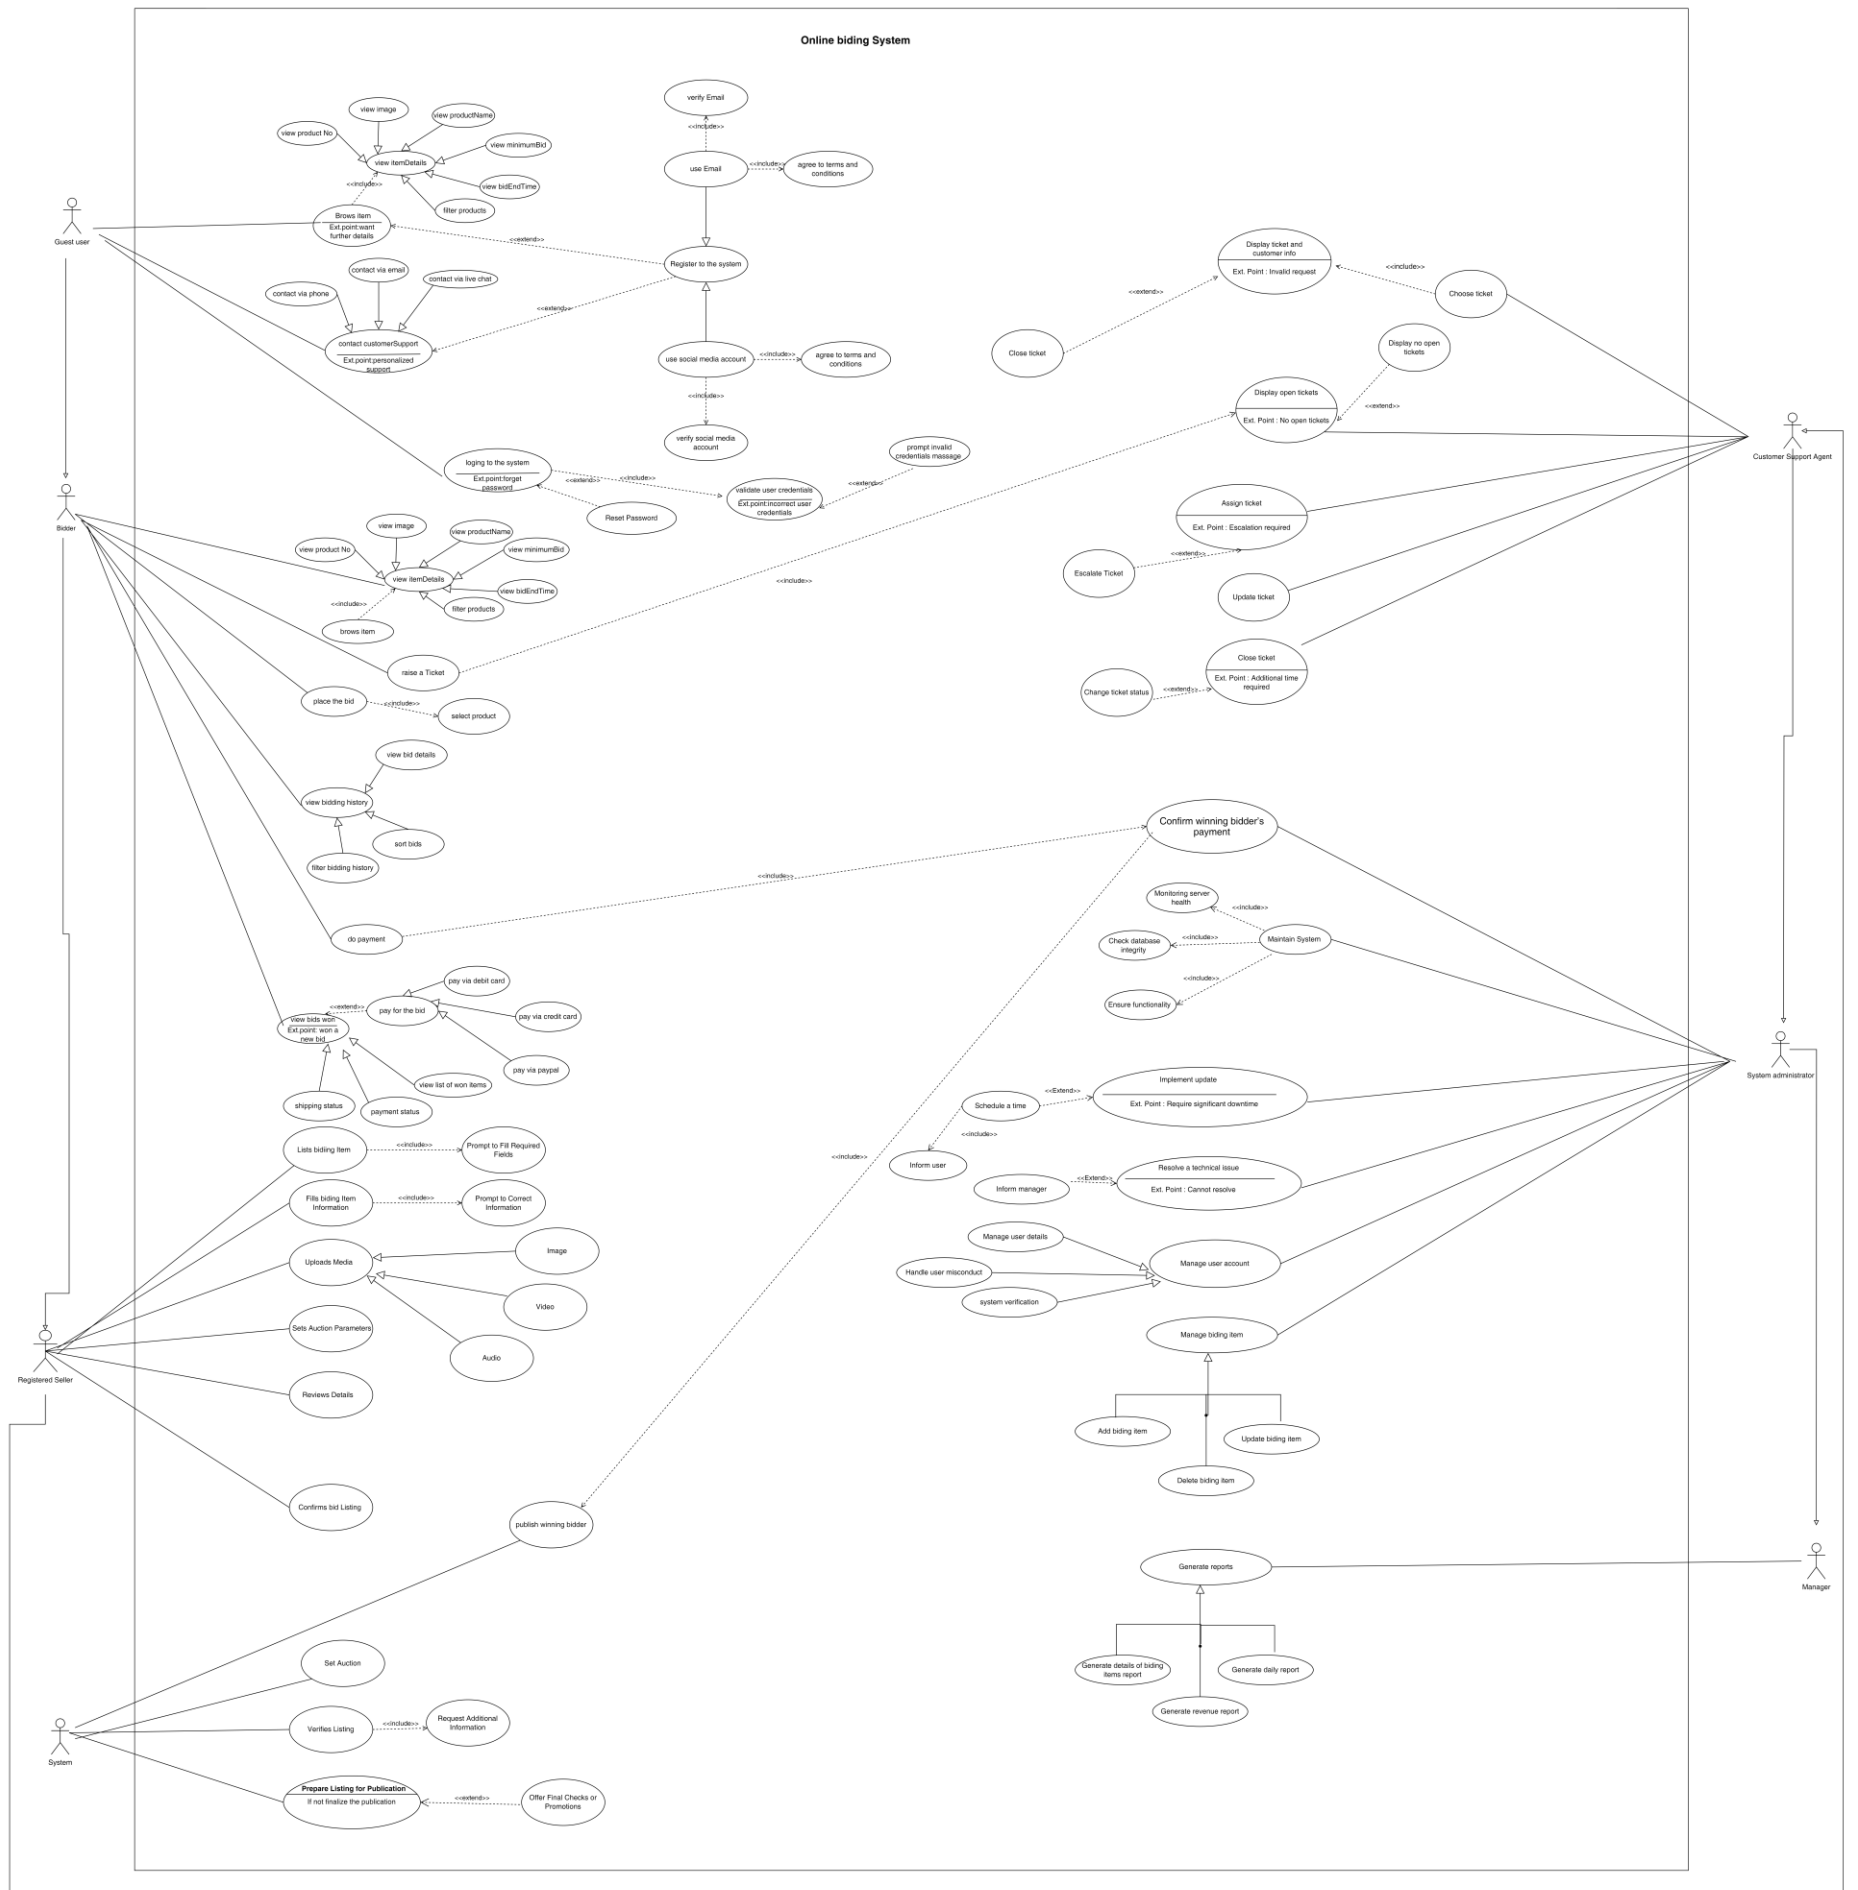 Online biding System
verify Email
<<include>>
use Email
<<include>>
agree to terms and
conditions
view image
view productName
view product No
view minimumBid
view itemDetails
view bidEndTime
<<include>>
filter products
Guest user
Brows item
Ext.point:want
further details
<<extend>>
Register to the system
contact via email
contact via live chat
contact via phone
<<extend>>
contact customerSupport
Ext.point:personalized
support
use social media account
<<include>>
agree to terms and
conditions
<<include>>
verify social media
account
Display ticket and
customer info
Ext. Point : Invalid request
<<include>>
Choose ticket
<<extend>>
Close ticket
Display no open
tickets
Display open tickets
<<extend>>
Ext. Point : No open tickets
Customer Support Agent
loging to the system
Ext.point:forget
password
<<include>>
<<extend>>
prompt invalid
credentials massage
validate user credentials
Ext.point:incorrect user
credentials
<<extend>>
Reset Password
Bidder
Assign ticket
Ext. Point : Escalation required
<<extend>>
Escalate Ticket
Update ticket
view image
view productName
view product No
view minimumBid
view itemDetails
view bidEndTime
<<include>>
filter products
brows item
<<include>>
raise a Ticket
Close ticket
Ext. Point : Additional time
required
Change ticket status
<<extend>>
place the bid
<<include>>
select product
view bid details
view bidding history
sort bids
filter bidding history
Confirm winning bidder's
payment
<<include>>
do payment
Monitoring server
health
<<include>>
Check database
integrity
<<include>>
Maintain System
<<include>>
Ensure functionality
pay via debit card
<<extend>>
pay for the bid
pay via credit card
view bids won
Ext.point: won a
new bid
pay via paypal
view list of won items
shipping status
payment status
System administrator
Implement update
Ext. Point : Require significant downtime
<<Extend>>
Schedule a time
<<include>>
Inform user
Lists bidiing Item
<<include>>
Prompt to Fill Required
Fields
<<include>>
Resolve a technical issue
Ext. Point : Cannot resolve
<<Extend>>
Inform manager
Fills biding Item
Information
<<include>>
Prompt to Correct
Information
Manage user details
Image
Uploads Media
Manage user account
Handle user misconduct
system verification
Video
Sets Auction Parameters
Manage biding item
Audio
Registered Seller
Reviews Details
Add biding item
Update biding item
Delete biding item
Confirms bid Listing
publish winning bidder
Generate reports
Manager
Set Auction
Generate details of biding
items report
Generate daily report
Generate revenue report
Verifies Listing
<<include>>
Request Additional
Information
System
Prepare Listing for Publication
If not finalize the publication
<<extend>>
Offer Final Checks or
Promotions